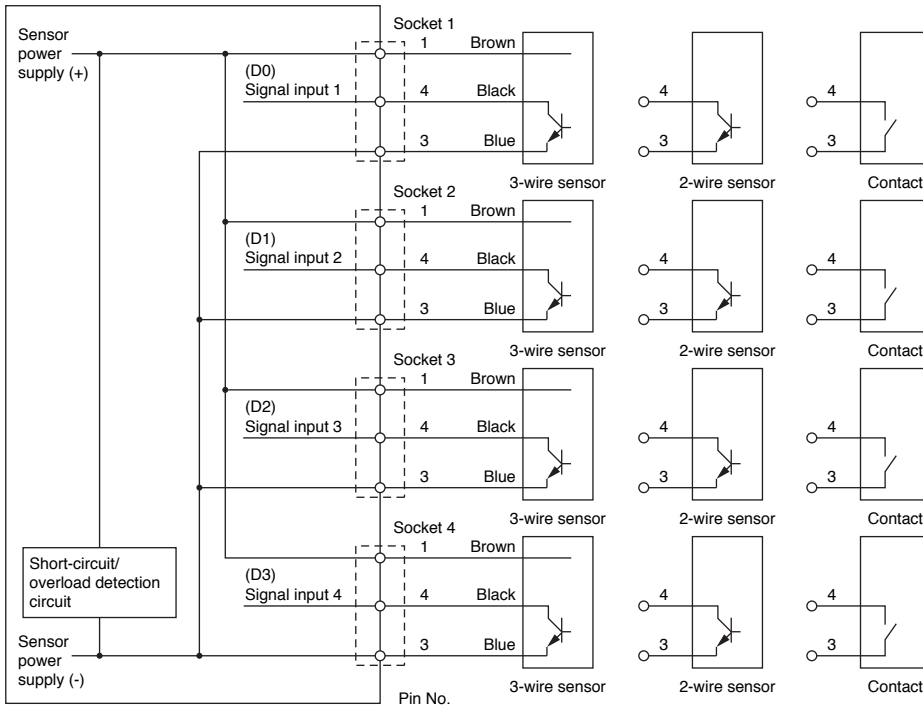 Sensor
power
supply (+)
Socket 1
1 Brown
(D0)
Signal input 1
4 Black
3 Blue
3-wire sensor
4
3
2-wire sensor
4
3
Contact
Socket 2
1 Brown
(D1)
Signal input 2
4 Black
3 Blue
3-wire sensor
4
3
2-wire sensor
4
3
Contact
Socket 3
1 Brown
(D2)
Signal input 3
4 Black
3 Blue
3-wire sensor
4
3
2-wire sensor
4
3
Contact
Socket 4
1 Brown
Short-circuit/
overload detection
circuit
(D3)
Signal input 4
4 Black
3 Blue
3-wire sensor
4
3
2-wire sensor
4
3
Contact
Sensor
power
supply (-)
Pin No.